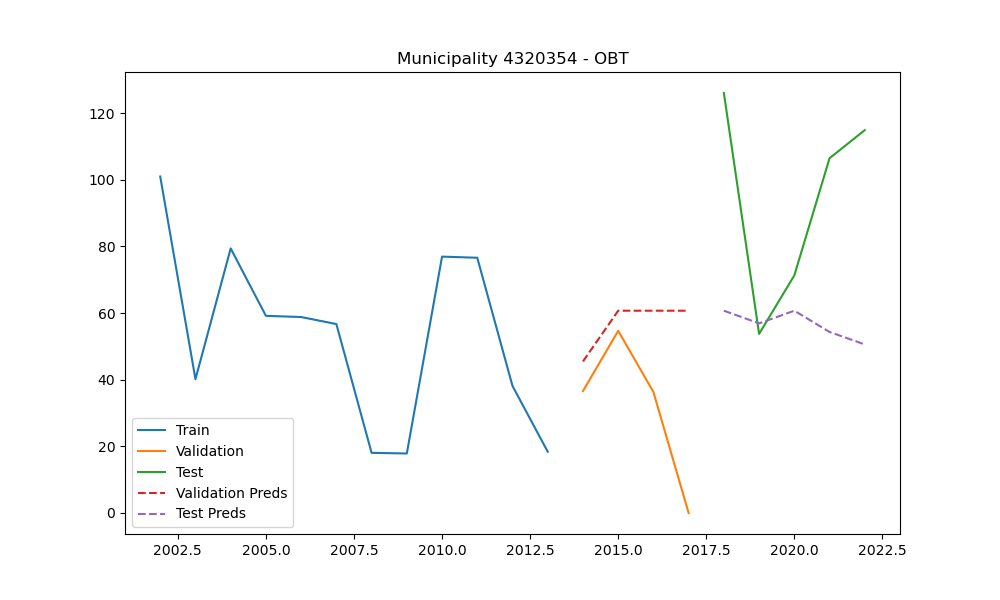 Municipality 4320354 - OBT
120
100
80
60
40
20
0
Train
Validation
Test
Validation Preds
Test Preds
2002.5 2005.0 2007.5 2010.0 2012.5 2015.0 2017.5 2020.0 2022.5